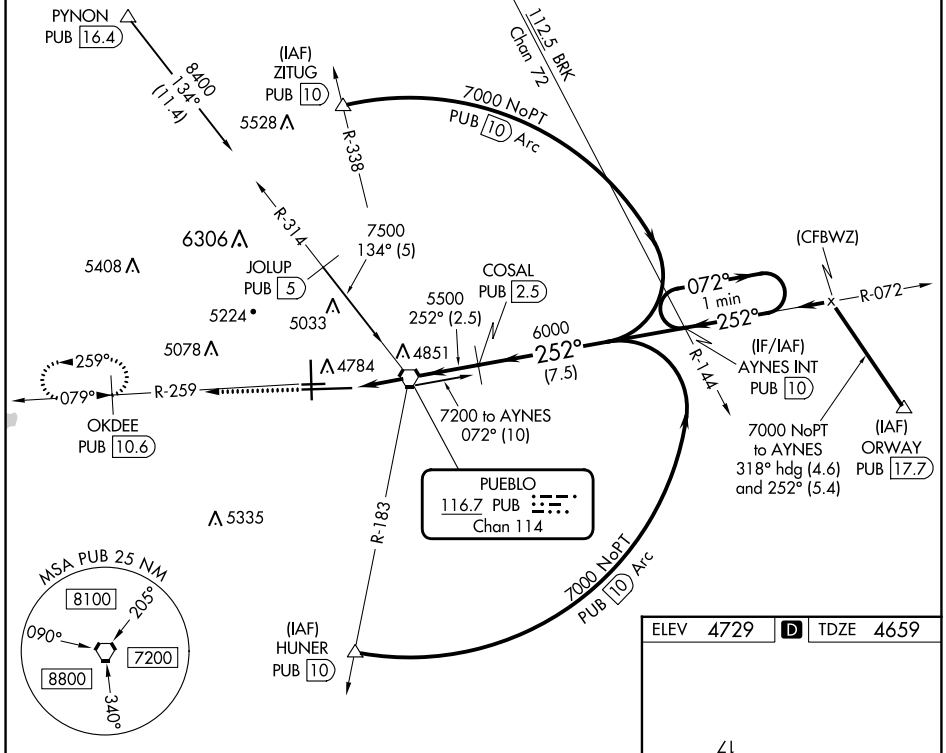 PYNON
PUB 16.4
8400
134°
(11.4)
(IAF)
ZITUG
PUB 10
5528
R-338
7000 NoPT
PUB 10 Arc
112.5 BRK
Chan 72
R-314
7500
134° (5)
6306
5408
JOLUP
PUB 5
5224
5033
5078
4784
4851
COSAL
PUB 2.5
5500
252° (2.5)
6000
252°
(7.5)
072°
1 min
252°
(CFBWZ)
R-072
(IF/IAF)
AYNES INT
PUB 10
R-144
259°
079°
R-259
OKDEE
PUB 10.6
7200 to AYNES
072° (10)
7000 NoPT
to AYNES
318° hdg (4.6)
and 252° (5.4)
(IAF)
ORWAY
PUB 17.7
PUEBLO
116.7 PUB
Chan 114
R-183
5335
7000 NoPT
PUB 10 Arc
(IAF)
HUNER
PUB 10
MSA PUB 25 NM
8100
205°
090°
7200
8800
340°
ELEV 4729 D TDZE 4659
17